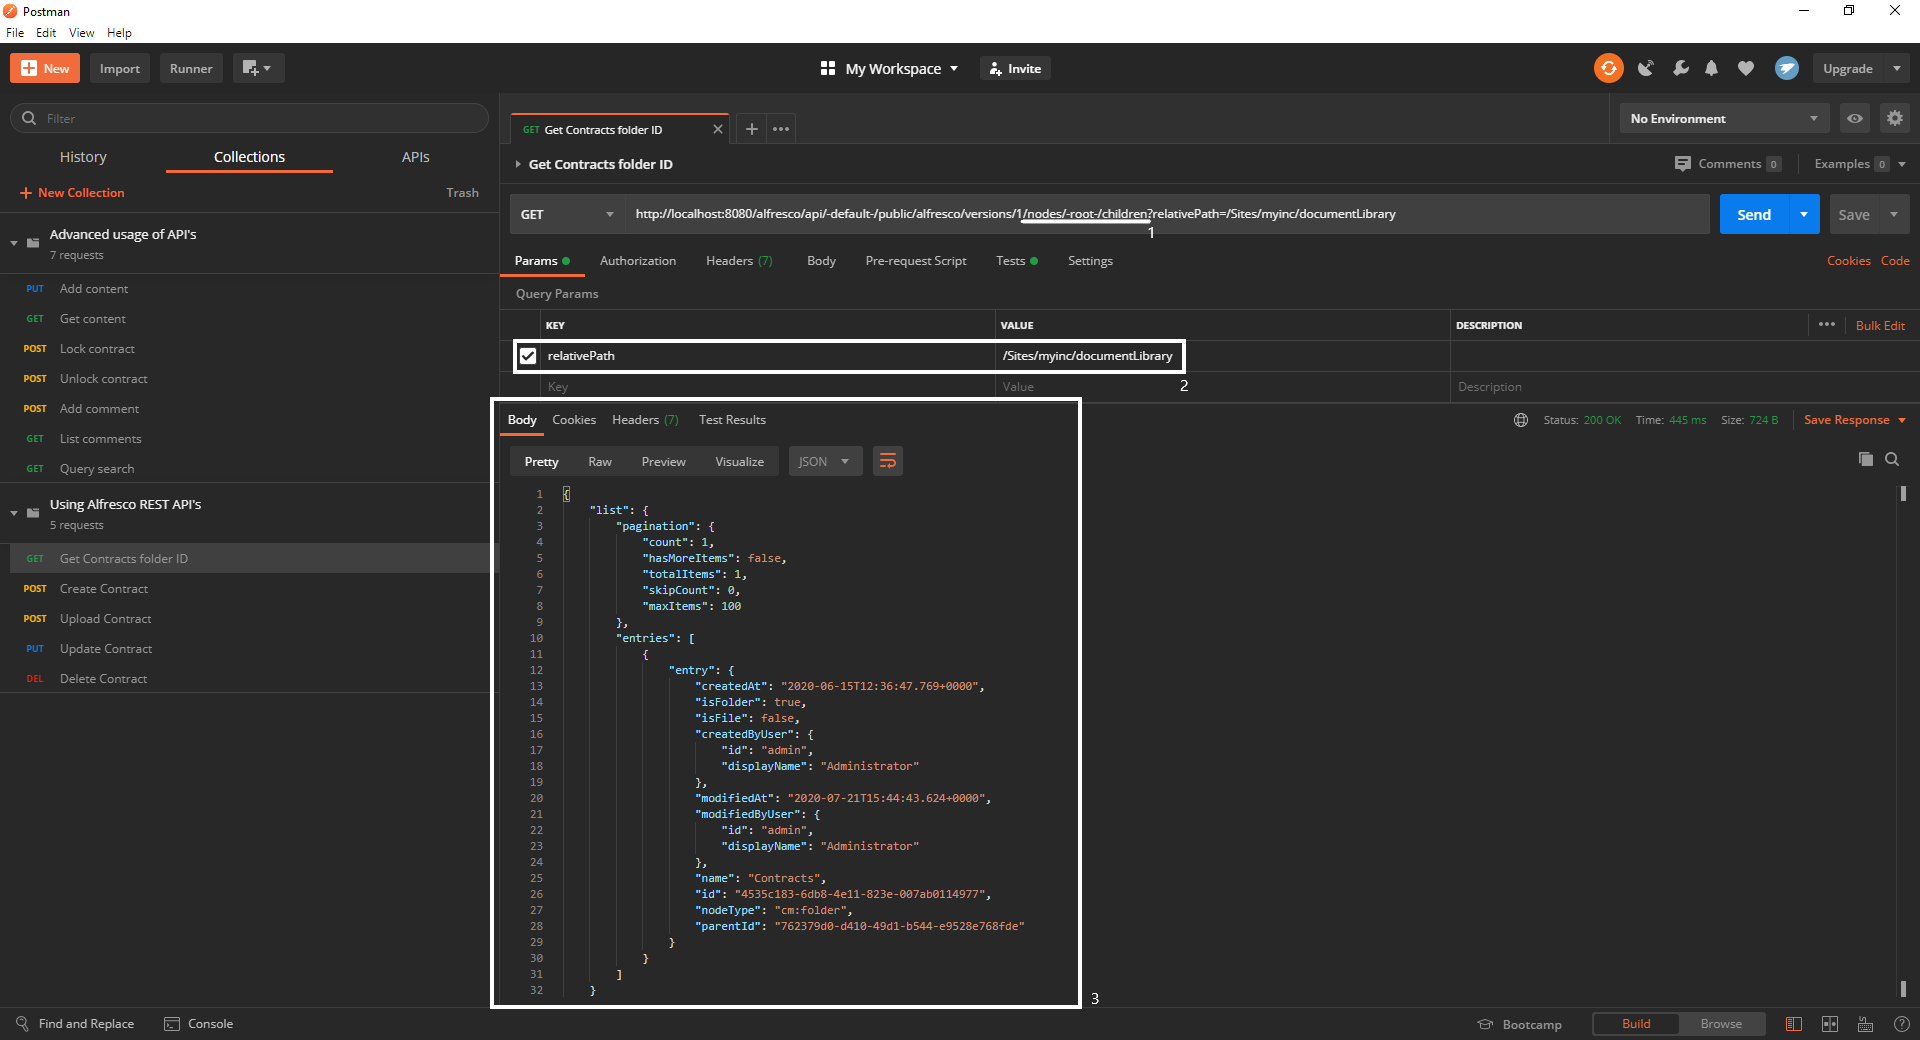 Postman
File Edit View Help
New Import Runner My Workspace Invite Upgrade
Filter
History Collections APIs
New Collection Trash
Advanced usage of API's
7 requests
PUT Add content
GET Get content
POST Lock contract
POST Unlock contract
POST Add comment
GET List comments
GET Query search
Using Alfresco REST API's
5 requests
GET Get Contracts folder ID
POST Create Contract
POST Upload Contract
PUT Update Contract
DEL Delete Contract
GET Get Contracts folder ID No Environment
Get Contracts folder ID Comments 0 Examples 0
GET http://localhost:8080/alfresco/api/-default-/public/alfresco/versions/1/nodes/-root-/children?relativePath=/Sites/myinc/documentLibrary Send Save
1
Params Authorization Headers (7) Body Pre-request Script Tests Settings Cookies Code
Query Params
KEY VALUE DESCRIPTION Bulk Edit
relativePath /Sites/myinc/documentLibrary
Key Value 2 Description
Body Cookies Headers (7) Test Results Status: 200 OK Time: 445 ms Size: 724 B Save Response
Pretty Raw Preview Visualize JSON
1 {
2 "list": {
3 "pagination": {
4 "count": 1,
5 "hasMoreItems": false,
6 "totalItems": 1,
7 "skipCount": 0,
8 "maxItems": 100
9 },
10 "entries": [
11 {
12 "entry": {
13 "createdAt": "2020-06-15T12:36:47.769+0000",
14 "isFolder": true,
15 "isFile": false,
16 "createdByUser": {
17 "id": "admin",
18 "displayName": "Administrator"
19 },
20 "modifiedAt": "2020-07-21T15:44:43.624+0000",
21 "modifiedByUser": {
22 "id": "admin",
23 "displayName": "Administrator"
24 },
25 "name": "Contracts",
26 "id": "4535c183-6db8-4e11-823e-007ab0114977",
27 "nodeType": "cm:folder",
28 "parentId": "762379d0-d410-49d1-b544-e9528e768fde"
29 }
30 }
31 ]
32 }
3
Find and Replace Console Bootcamp Build Browse